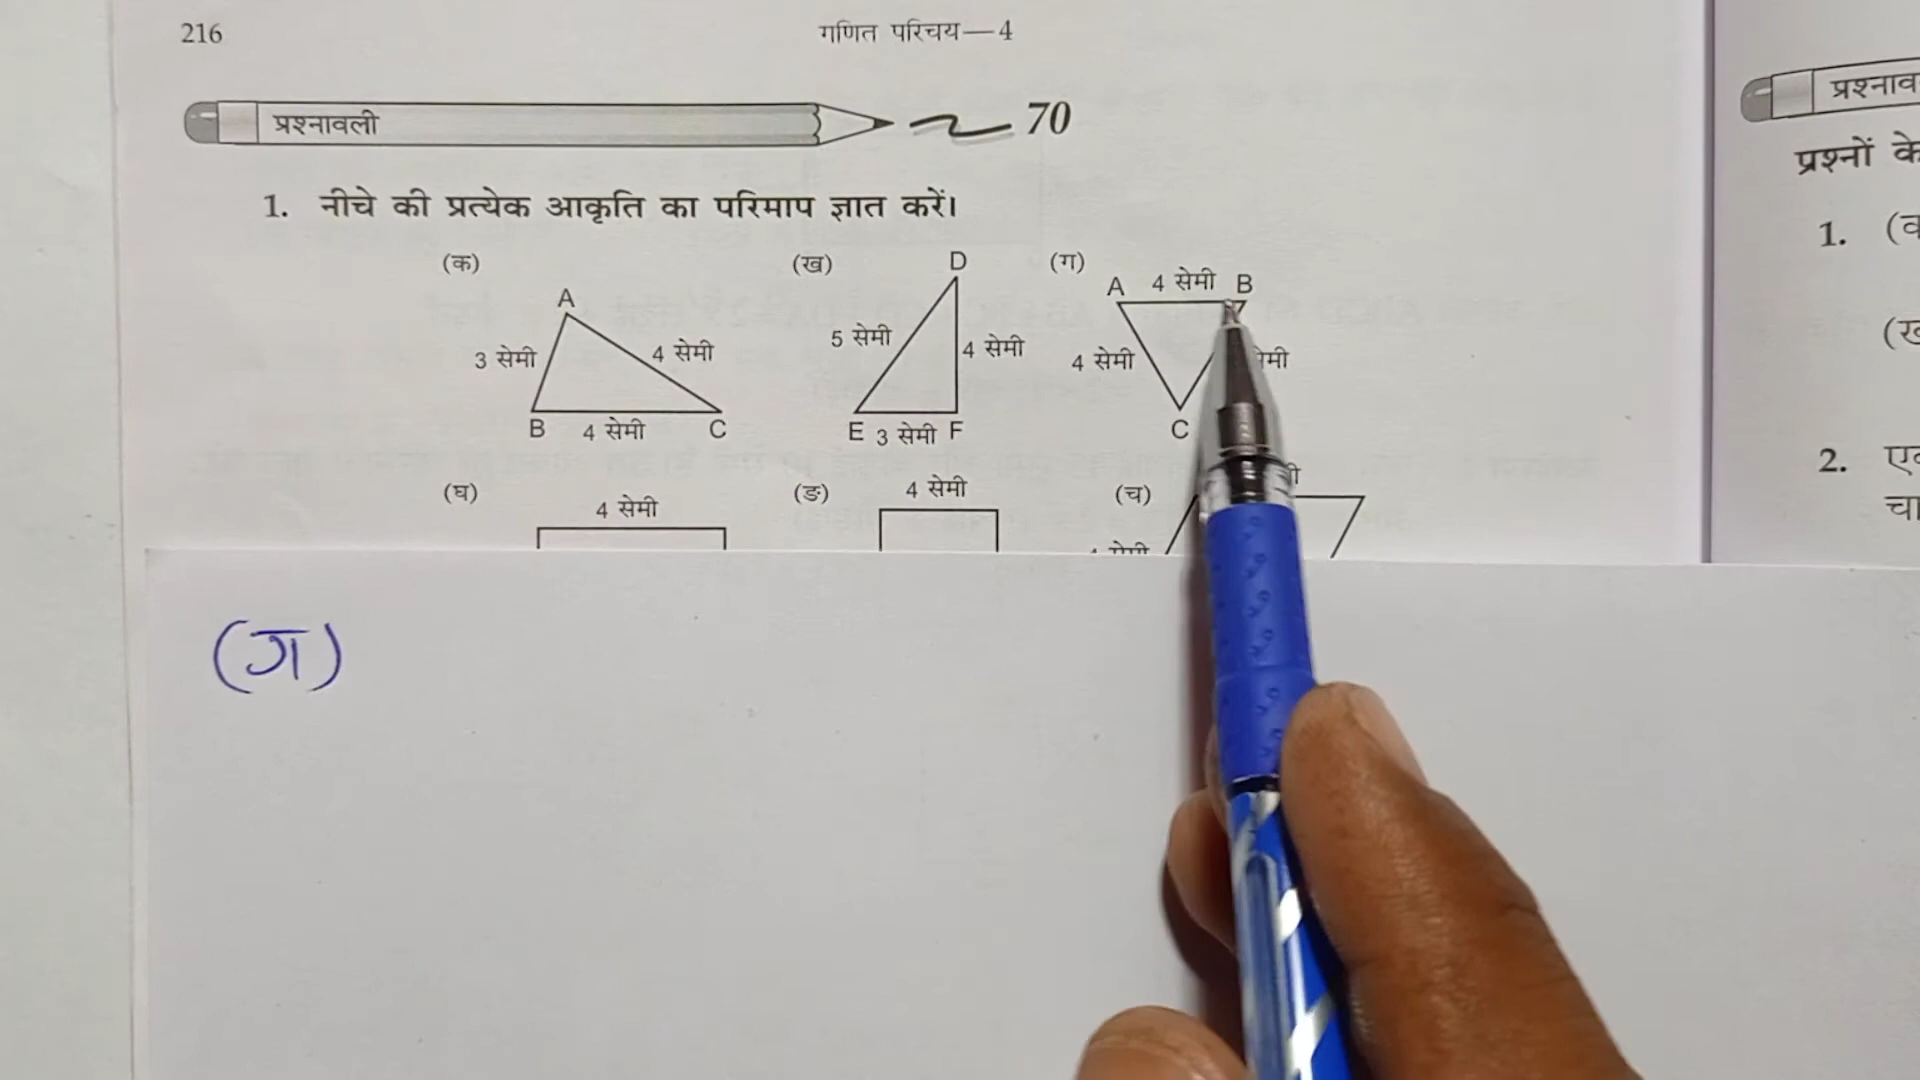 216 गणित परिचय—4
प्रश्नावली 70
1. नीचे की प्रत्येक आकृति का परिमाप ज्ञात करें।
(क) (ख) (ग)
A
3 सेमी 4 सेमी
B 4 सेमी C
D
5 सेमी 4 सेमी
E 3 सेमी F
A 4 सेमी B
4 सेमी
C
(घ) 4 सेमी
(ङ) 4 सेमी
(च)
(ग)
1.
2.